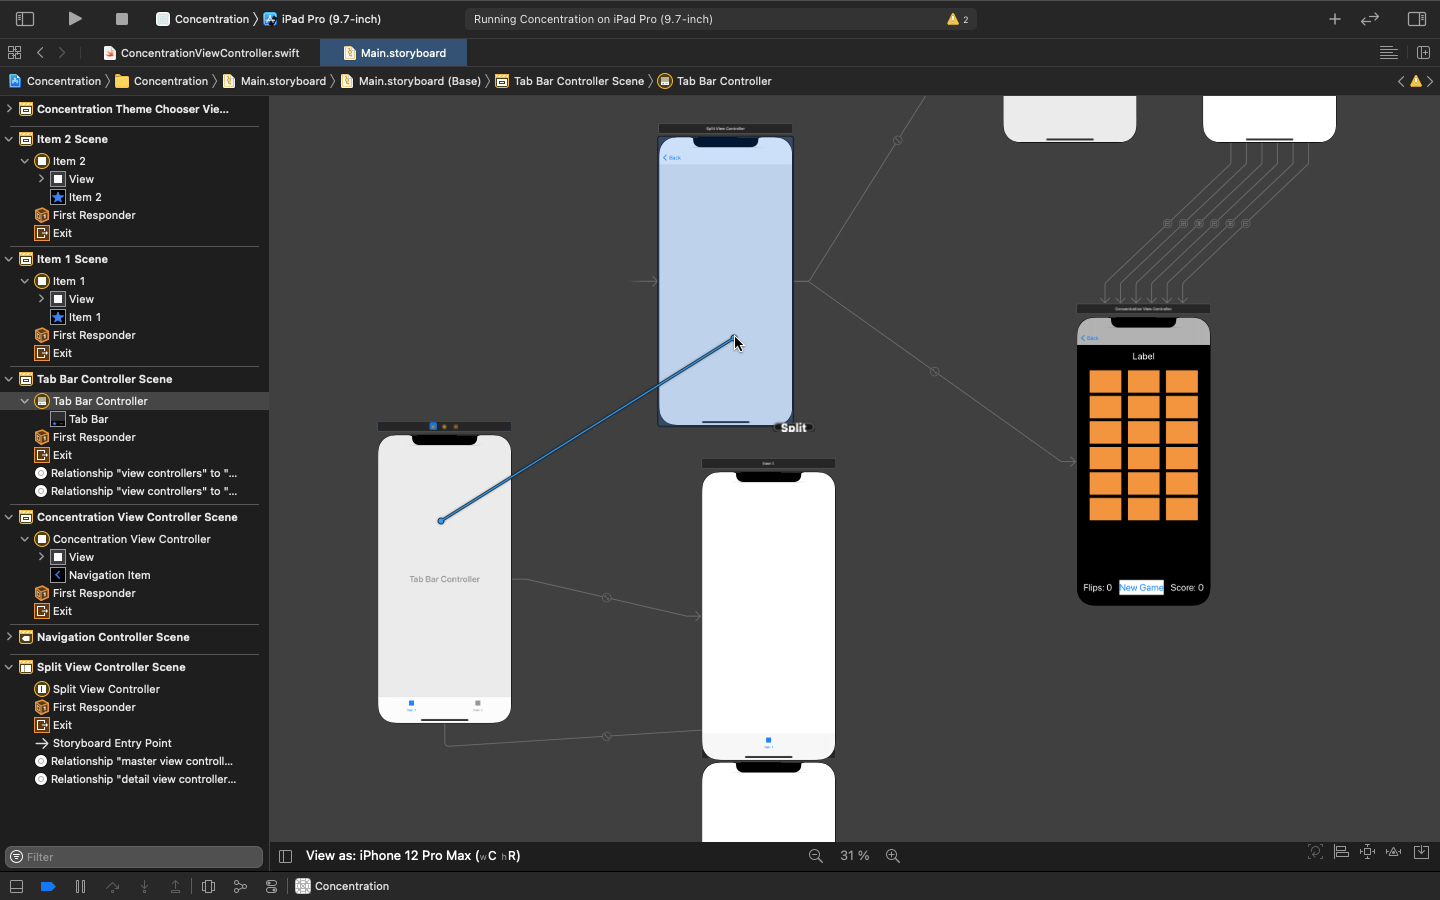 Concentration
iPad Pro (9.7-inch)
Running Concentration on iPad Pro (9.7-inch)
2
ConcentrationViewController.swift
Main.storyboard
Concentration
Concentration
Main.storyboard
Main.storyboard (Base)
Tab Bar Controller Scene
Tab Bar Controller
Concentration Theme Chooser Vie...
Item 2 Scene
Item 2
View
Item 2
First Responder
Exit
Item 1 Scene
Item 1
View
Item 1
First Responder
Exit
Tab Bar Controller Scene
Tab Bar Controller
Tab Bar
First Responder
Exit
Relationship "view controllers" to "...
Relationship "view controllers" to "...
Concentration View Controller Scene
Concentration View Controller
View
Navigation Item
First Responder
Exit
Navigation Controller Scene
Split View Controller Scene
Split View Controller
First Responder
Exit
Storyboard Entry Point
Relationship "master view controll...
Relationship "detail view controller...
Filter
Split View Controller
Back
Split
Tab Bar Controller
Concentration View Controller
Back
Label
Flips: 0
New Game
Score: 0
View as: iPhone 12 Pro Max (wC hR)
31 %
Concentration